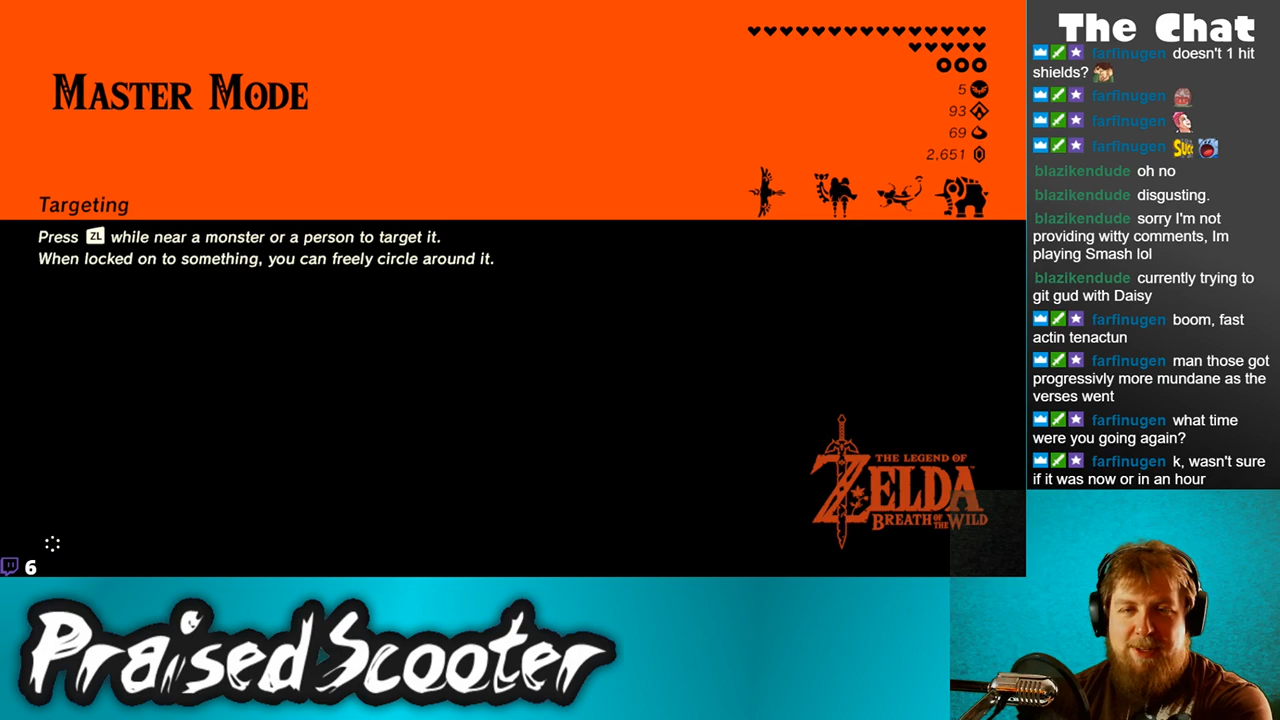 MASTER MODE
5
93
69
2,651
Targeting
Press ZL while near a monster or a person to target it.
When locked on to something, you can freely circle around it.
THE LEGEND OF
ZELDA
BREATH OF THE WILD
6
PraisedScooter
The Chat
farfinugen doesn't 1 hit
shields?
farfinugen
farfinugen
farfinugen SUCC
blazikendude oh no
blazikendude disgusting.
blazikendude sorry I'm not
providing witty comments, Im
playing Smash lol
blazikendude currently trying to
git gud with Daisy
farfinugen boom, fast
actin tenactun
farfinugen man those got
progressivly more mundane as the
verses went
farfinugen what time
were you going again?
farfinugen k, wasn't sure
if it was now or in an hour